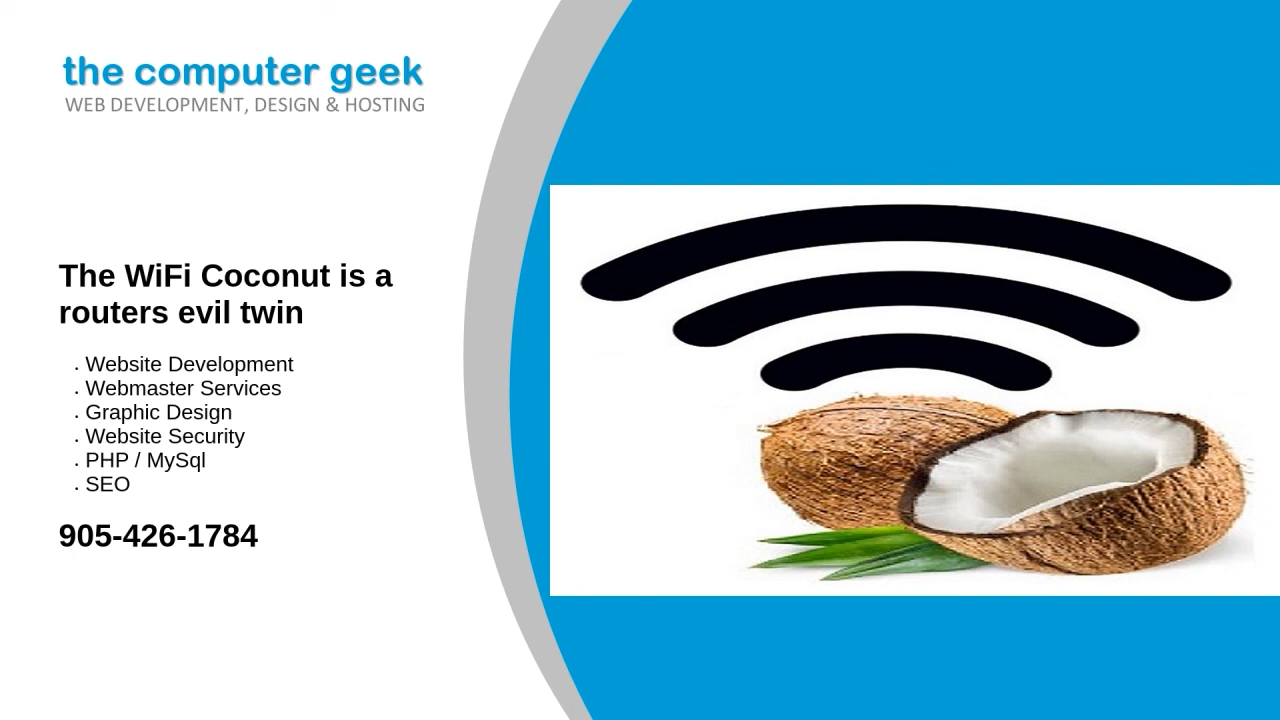 the computer geek
WEB DEVELOPMENT, DESIGN & HOSTING
The WiFi Coconut is a
routers evil twin
. Website Development
. Webmaster Services
. Graphic Design
. Website Security
. PHP / MySql
. SEO
905-426-1784